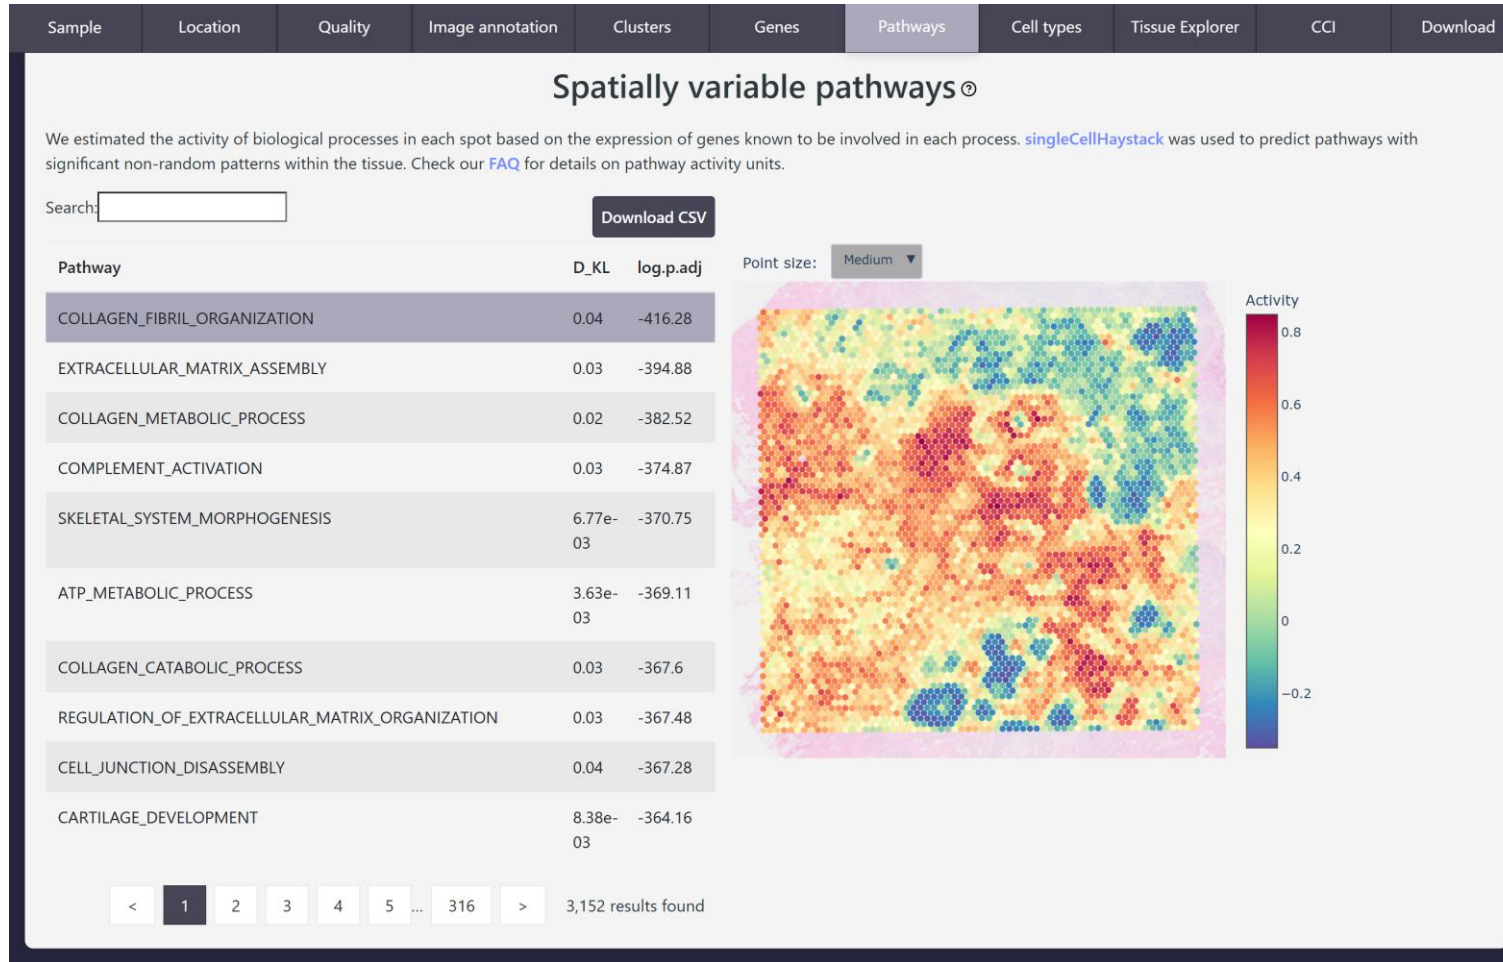 Sample Location Quality Image annotation Clusters Genes Pathways Cell types Tissue Explorer CCI Download
Spatially variable pathways ?
We estimated the activity of biological processes in each spot based on the expression of genes known to be involved in each process. singleCellHaystack was used to predict pathways with
significant non-random patterns within the tissue. Check our FAQ for details on pathway activity units.
Search:
Download CSV
Pathway D_KL log.p.adj
COLLAGEN_FIBRIL_ORGANIZATION 0.04 -416.28
EXTRACELLULAR_MATRIX_ASSEMBLY 0.03 -394.88
COLLAGEN_METABOLIC_PROCESS 0.02 -382.52
COMPLEMENT_ACTIVATION 0.03 -374.87
SKELETAL_SYSTEM_MORPHOGENESIS 6.77e- -370.75
03
ATP_METABOLIC_PROCESS 3.63e- -369.11
03
COLLAGEN_CATABOLIC_PROCESS 0.03 -367.6
REGULATION_OF_EXTRACELLULAR_MATRIX_ORGANIZATION 0.03 -367.48
CELL_JUNCTION_DISASSEMBLY 0.04 -367.28
CARTILAGE_DEVELOPMENT 8.38e- -364.16
03
< 1 2 3 4 5 ... 316 > 3,152 results found
Point size: Medium ▼
Activity
0.8
0.6
0.4
0.2
0
−0.2